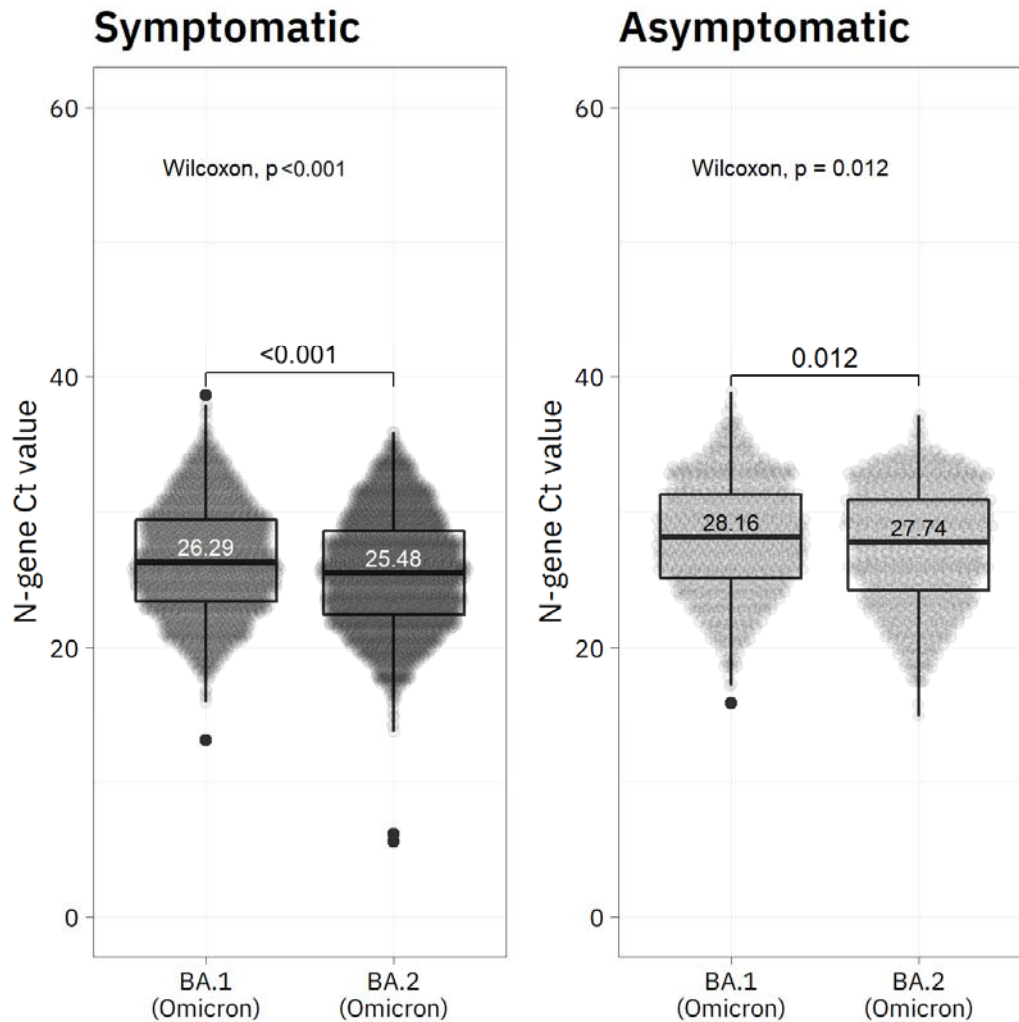 Symptomatic
60
Wilcoxon, p <0.001
<0.001
40
26.29
25.48
20
0
N-gene Ct value
BA.1
(Omicron)
BA.2
(Omicron)
Asymptomatic
60
Wilcoxon, p = 0.012
0.012
40
28.16
27.74
20
0
N-gene Ct value
BA.1
(Omicron)
BA.2
(Omicron)